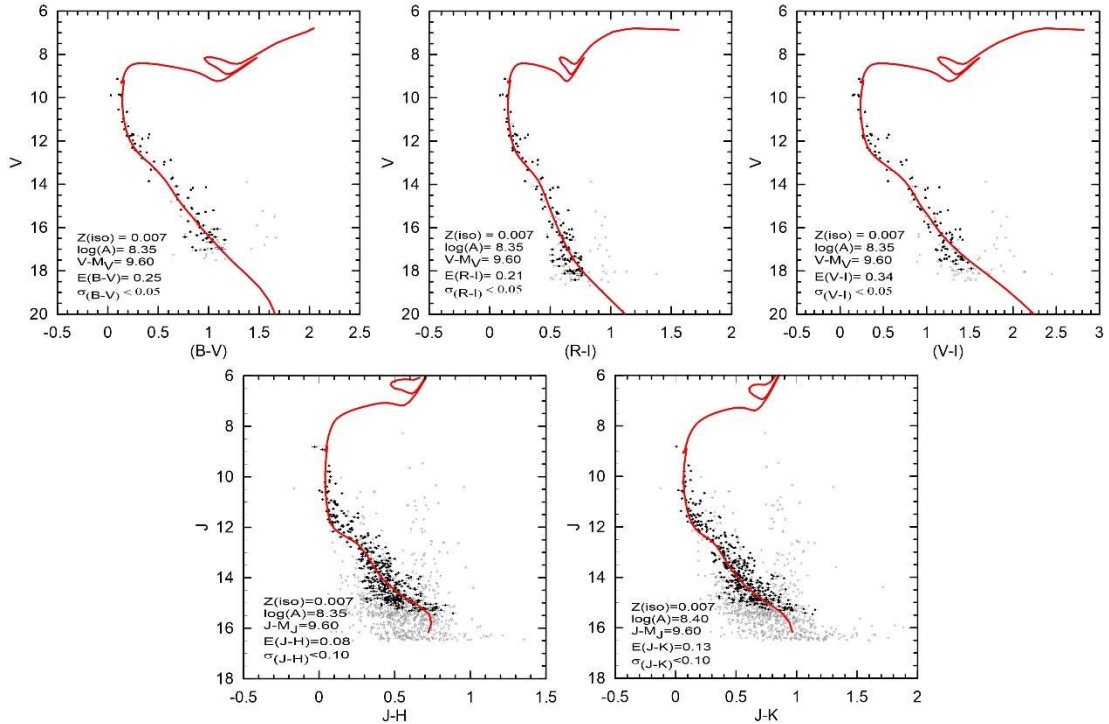 6
8
10
12
14
16
18
20
V
Z(iso) = 0.007
log(A)= 8.35
V-MV= 9.60
E(B-V)= 0.25
σ(B-V) < 0.05
-0.5 0 0.5 1 1.5 2 2.5
(B-V)
6
8
10
12
14
16
18
20
V
Z(iso) = 0.007
log(A)= 8.35
V-MV= 9.60
E(R-I)= 0.21
σ(R-I) < 0.05
-0.5 0 0.5 1 1.5 2
(R-I)
6
8
10
12
14
16
18
20
V
Z(iso) = 0.007
log(A)= 8.35
V-MV= 9.60
E(V-I)= 0.34
σ(V-I) < 0.05
-0.5 0 0.5 1 1.5 2 2.5 3
(V-I)
6
8
10
12
14
16
18
J
Z(iso)=0.007
log(A)=8.35
J-MJ=9.60
E(J-H)=0.08
σ(J-H)<0.10
-0.5 0 0.5 1 1.5
J-H
6
8
10
12
14
16
18
J
Z(iso)=0.007
log(A)=8.40
J-MJ=9.60
E(J-K)=0.13
σ(J-K)<0.10
-0.5 0 0.5 1 1.5 2
J-K